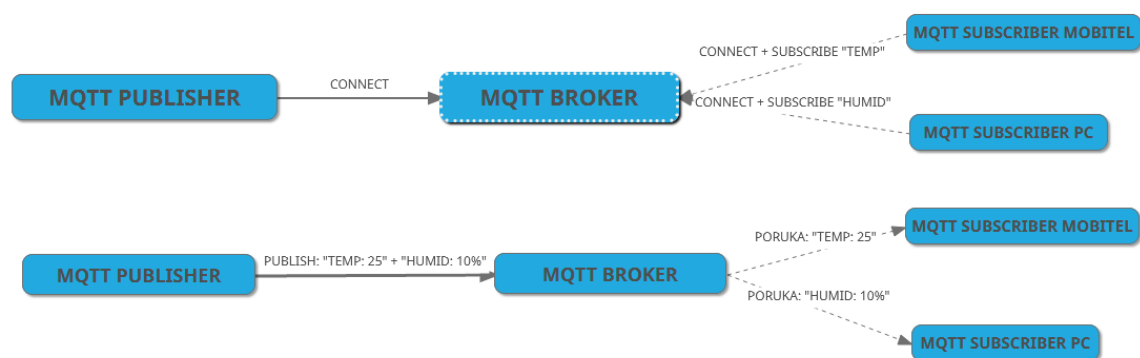 MQTT PUBLISHER
CONNECT
MQTT BROKER
CONNECT + SUBSCRIBE "TEMP"
CONNECT + SUBSCRIBE "HUMID"
MQTT SUBSCRIBER MOBITEL
MQTT SUBSCRIBER PC
MQTT PUBLISHER
PUBLISH: "TEMP: 25" + "HUMID: 10%"
MQTT BROKER
PORUKA: "TEMP: 25"
PORUKA: "HUMID: 10%"
MQTT SUBSCRIBER MOBITEL
MQTT SUBSCRIBER PC